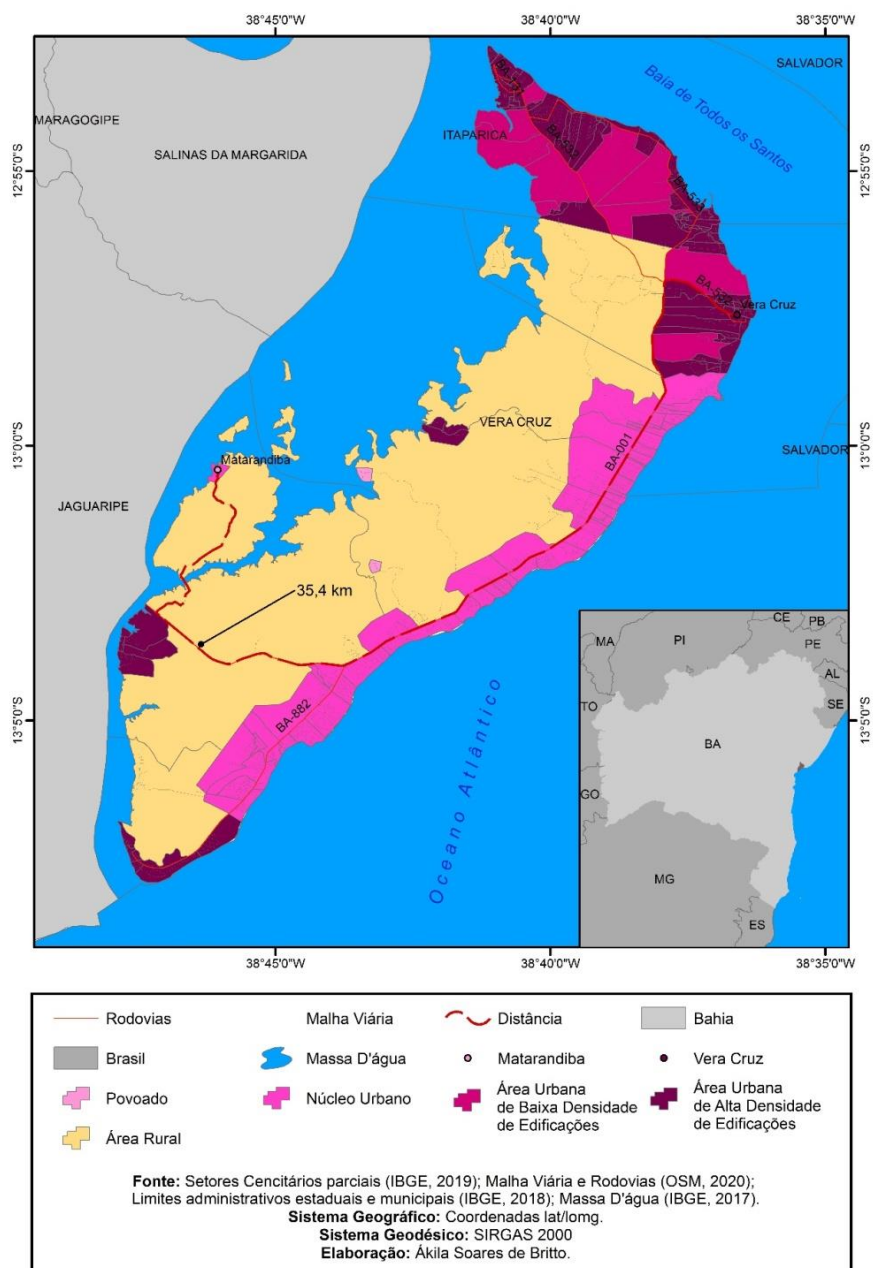 38°45'0"W
38°40'0"W
38°35'0"W
SALVADOR
BA-531
Baía de Todos os Santos
MARAGOGIPE
ITAPARICA
BA-532
SALINAS DA MARGARIDA
12°55'0"S
12°55'0"S
Vera Cruz
VERA CRUZ
BA-001
13°0'0"S
SALVADOR
13°0'0"S
Matarandiba
JAGUARIPE
35,4 km
BA-882
13°5'0"S
13°5'0"S
Oceano Atlântico
CE
PB
MA
PI
PE
AL
TO
SE
BA
GO
MG
ES
38°45'0"W
38°40'0"W
38°35'0"W
Rodovias
Malha Viária
Distância
Bahia
Brasil
Massa D'água
Matarandiba
Vera Cruz
Povoado
Núcleo Urbano
Área Urbana
de Baixa Densidade
de Edificações
Área Urbana
de Alta Densidade
de Edificações
Área Rural
Fonte: Setores Cencitários parciais (IBGE, 2019); Malha Viária e Rodovias (OSM, 2020);
Limites administrativos estaduais e municipais (IBGE, 2018); Massa D'água (IBGE, 2017).
Sistema Geográfico: Coordenadas lat/lomg.
Sistema Geodésico: SIRGAS 2000
Elaboração: Ákila Soares de Britto.